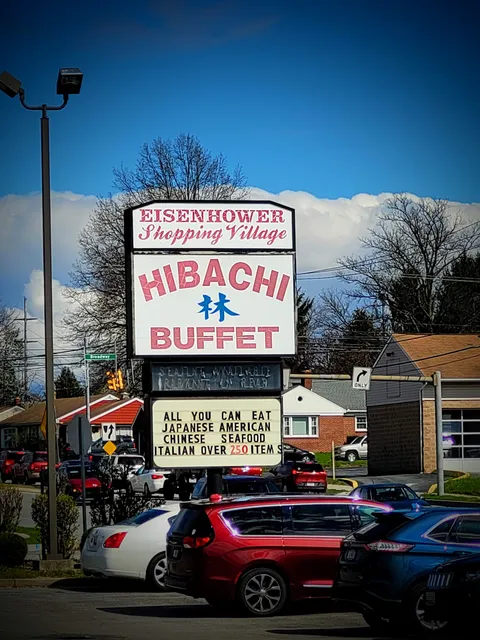 EISENHOWER
Shopping Village
HIBACHI
林
BUFFET
ALL YOU CAN EAT
JAPANESE AMERICAN
CHINESE SEAFOOD
ITALIAN OVER 250 ITEMS
Broadway
ONLY